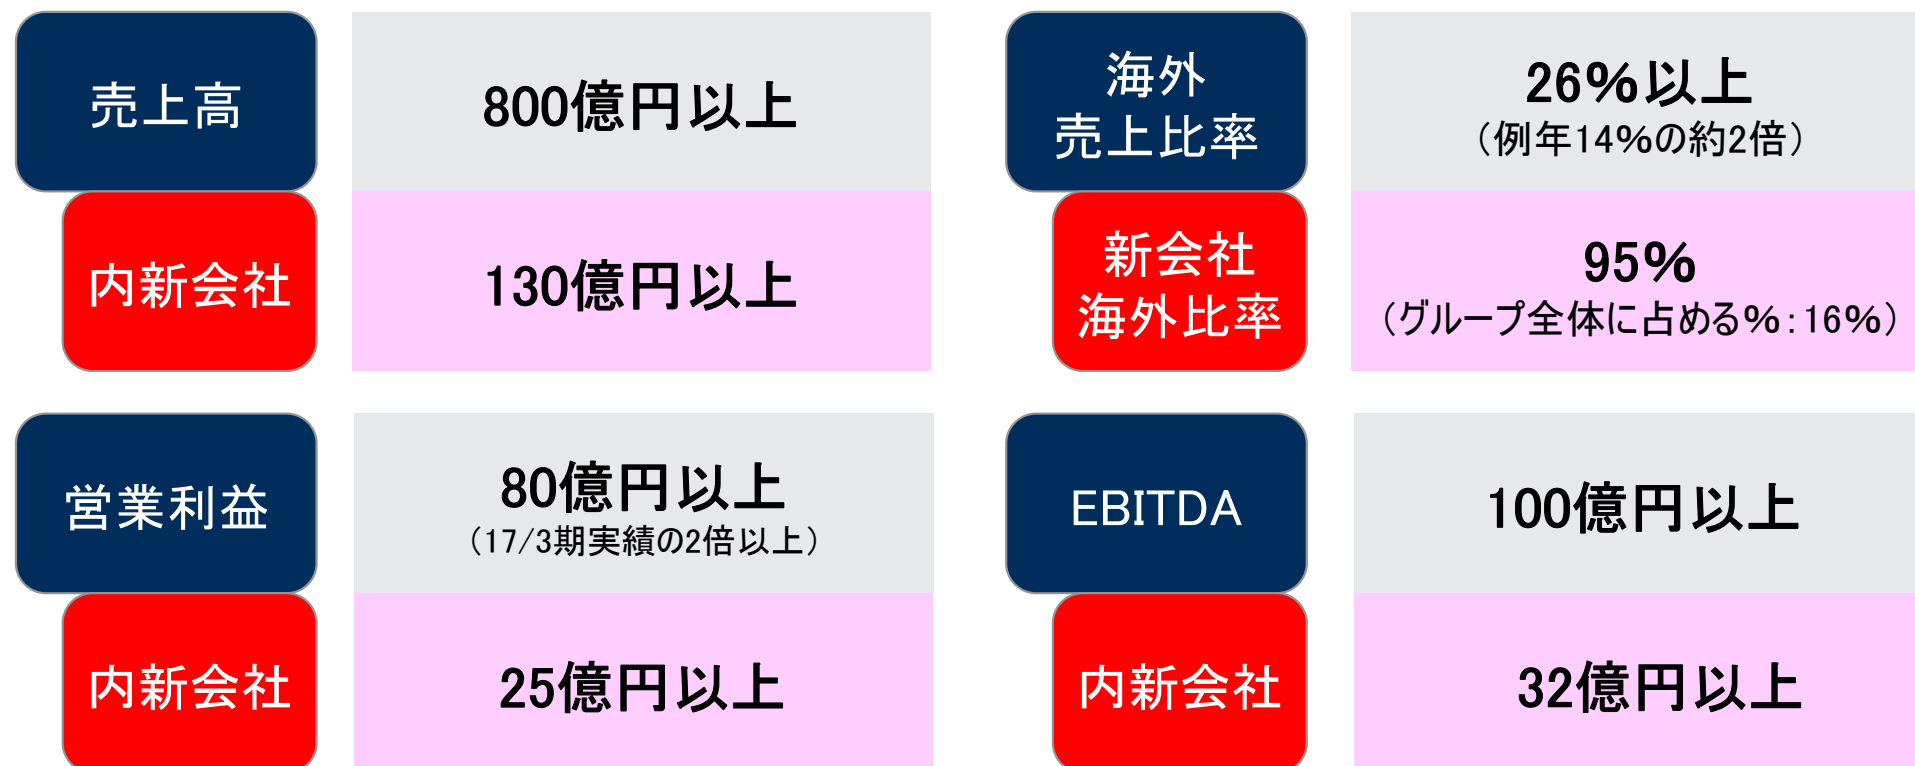 売上高
800億円以上
内新会社
130億円以上
海外
売上比率
26%以上
（例年14%の約2倍）
新会社
海外比率
95%
（グループ全体に占める%：16%）
営業利益
80億円以上
（17/3期実績の2倍以上）
内新会社
25億円以上
EBITDA
100億円以上
内新会社
32億円以上